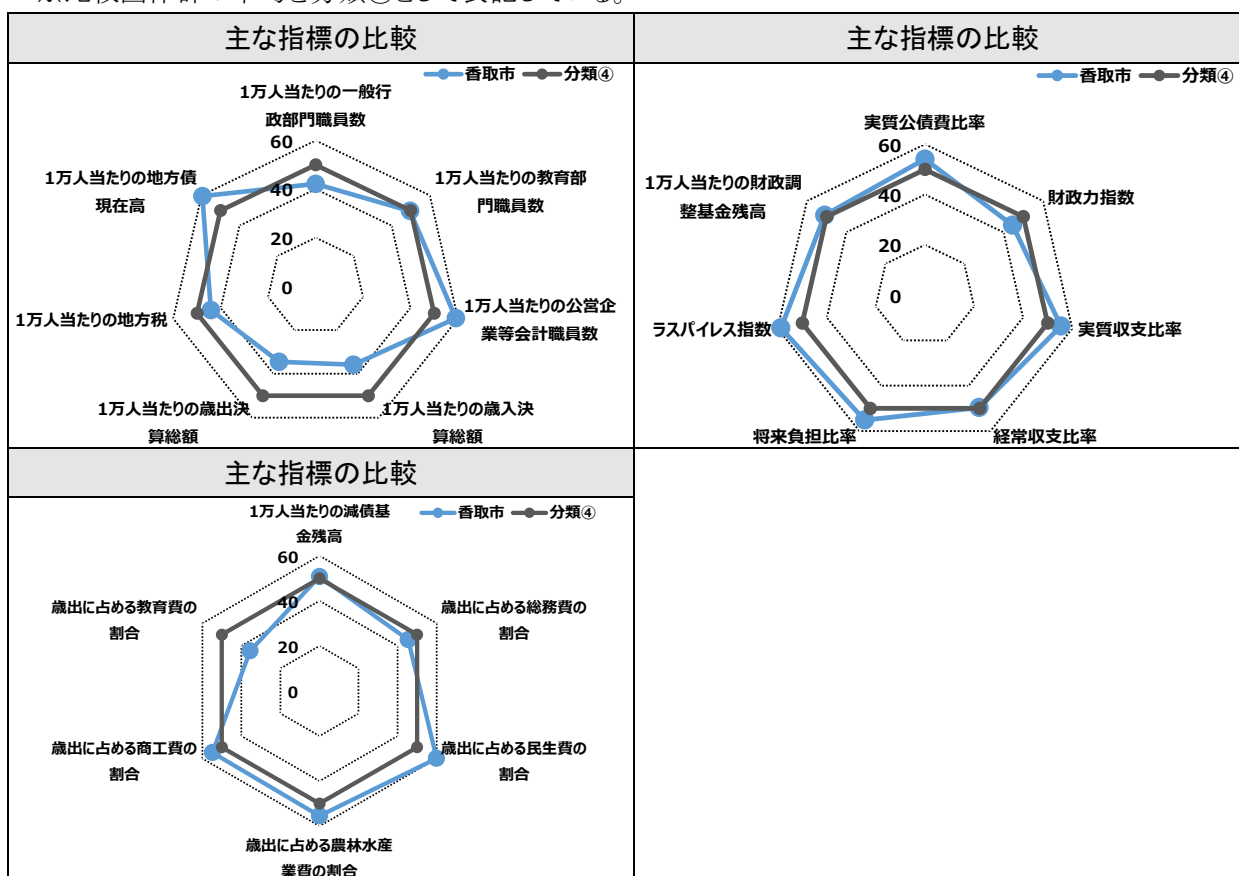 主な指標の比較
香取市 分類④
1万人当たりの一般行
政部門職員数
1万人当たりの教育部
門職員数
1万人当たりの公営企
業等会計職員数
1万人当たりの歳入決
算総額
1万人当たりの歳出決
算総額
1万人当たりの地方税
1万人当たりの地方債
現在高
60
40
20
0
主な指標の比較
香取市 分類④
実質公債費比率
財政力指数
実質収支比率
経常収支比率
将来負担比率
ラスパイレス指数
1万人当たりの財政調
整基金残高
60
40
20
0
主な指標の比較
香取市 分類④
1万人当たりの減債基
金残高
歳出に占める総務費の
割合
歳出に占める民生費の
割合
歳出に占める農林水産
業費の割合
歳出に占める商工費の
割合
歳出に占める教育費の
割合
60
40
20
0